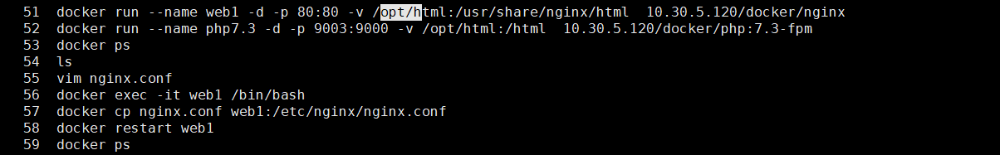 51 docker run --name web1 -d -p 80:80 -v /opt/html:/usr/share/nginx/html 10.30.5.120/docker/nginx
52 docker run --name php7.3 -d -p 9003:9000 -v /opt/html:/html 10.30.5.120/docker/php:7.3-fpm
53 docker ps
54 ls
55 vim nginx.conf
56 docker exec -it web1 /bin/bash
57 docker cp nginx.conf web1:/etc/nginx/nginx.conf
58 docker restart web1
59 docker ps